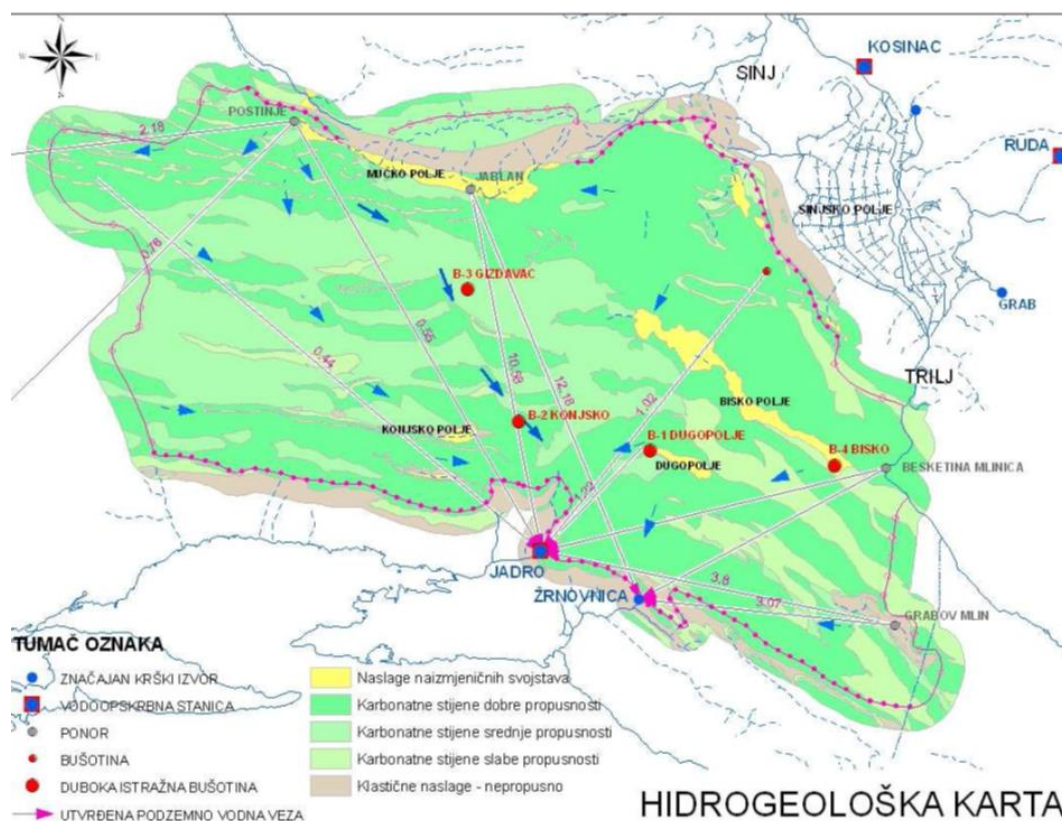 KOSINAC
SINJ
POSTINJE
2.18
RUDA
MUĆKO POLJE
JABLAN
SINJSKO POLJE
0.76
B-3 GIZDAVAC
GRAB
0.55
0.44
10.58
12.18
TRILJ
1.02
BISKO POLJE
B-2 KONJSKO
KONJSKO POLJE
B-1 DUGOPOLJE
B-4 BISKO
DUGOPOLJE
BESKETINA MLINICA
1.22
JADRO
3.8
ŽRNOVNICA
3.07
GRABOV MLIN
TUMAČ OZNAKA
ZNAČAJAN KRŠKI IZVOR
VODOOPSKRBNA STANICA
PONOR
BUŠOTINA
DUBOKA ISTRAŽNA BUŠOTINA
UTVRĐENA PODZEMNO VODNA VEZA
Naslage naizmjeničnih svojstava
Karbonatne stijene dobre propusnosti
Karbonatne stijene srednje propusnosti
Karbonatne stijene slabe propusnosti
Klastične naslage - nepropusno
HIDROGEOLOŠKA KARTA